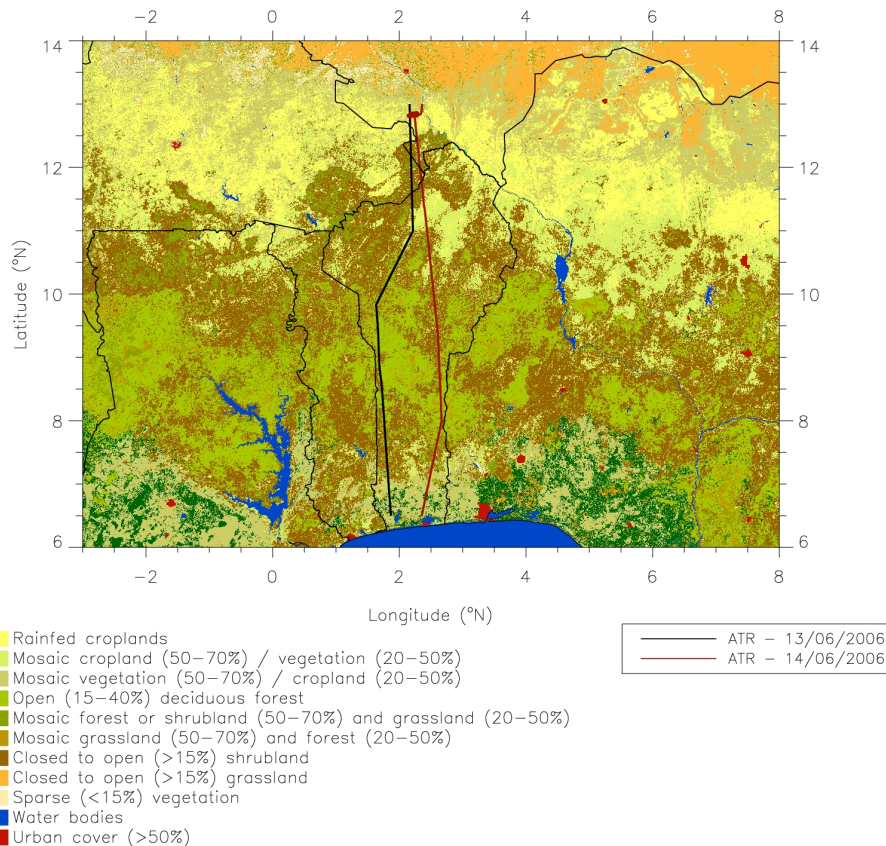 −2 0 2 4 6 8
14 14
12 12
10 10
8 8
6 6
−2 0 2 4 6 8
Latitude (°N)
Longitude (°N)
Rainfed croplands
Mosaic cropland (50−70%) / vegetation (20−50%)
Mosaic vegetation (50−70%) / cropland (20−50%)
Open (15−40%) deciduous forest
Mosaic forest or shrubland (50−70%) and grassland (20−50%)
Mosaic grassland (50−70%) and forest (20−50%)
Closed to open (>15%) shrubland
Closed to open (>15%) grassland
Sparse (<15%) vegetation
Water bodies
Urban cover (>50%)
ATR − 13/06/2006
ATR − 14/06/2006